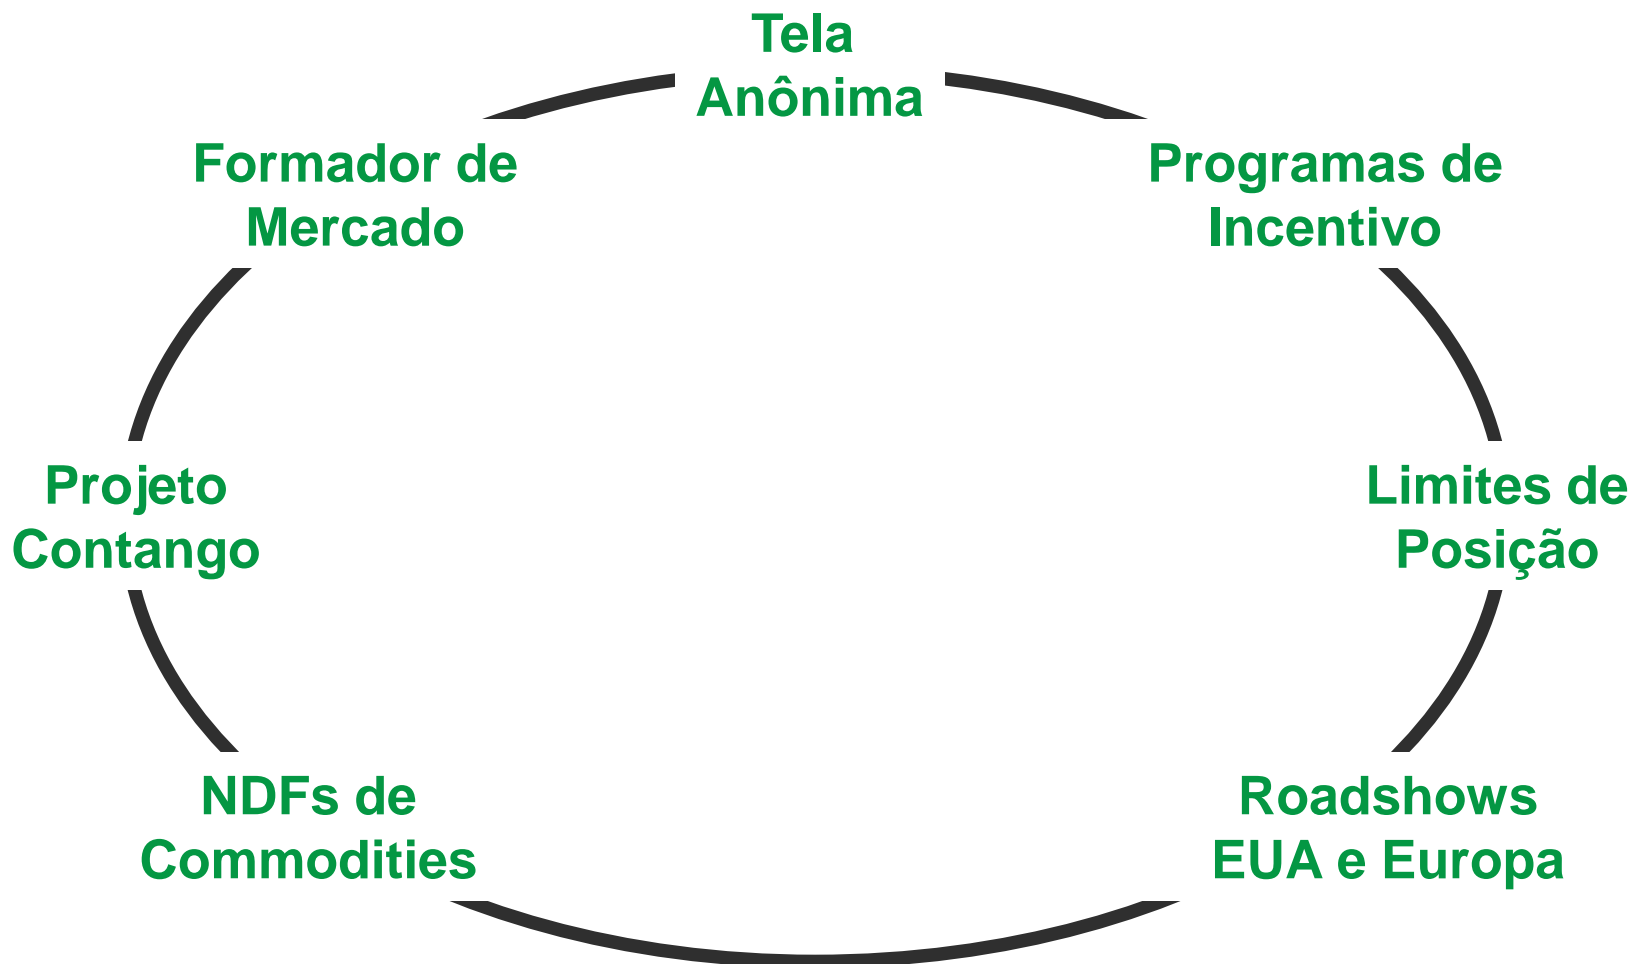 Tela
Anônima
Formador de
Mercado
Programas de
Incentivo
Projeto
Contango
Limites de
Posição
NDFs de
Commodities
Roadshows
EUA e Europa